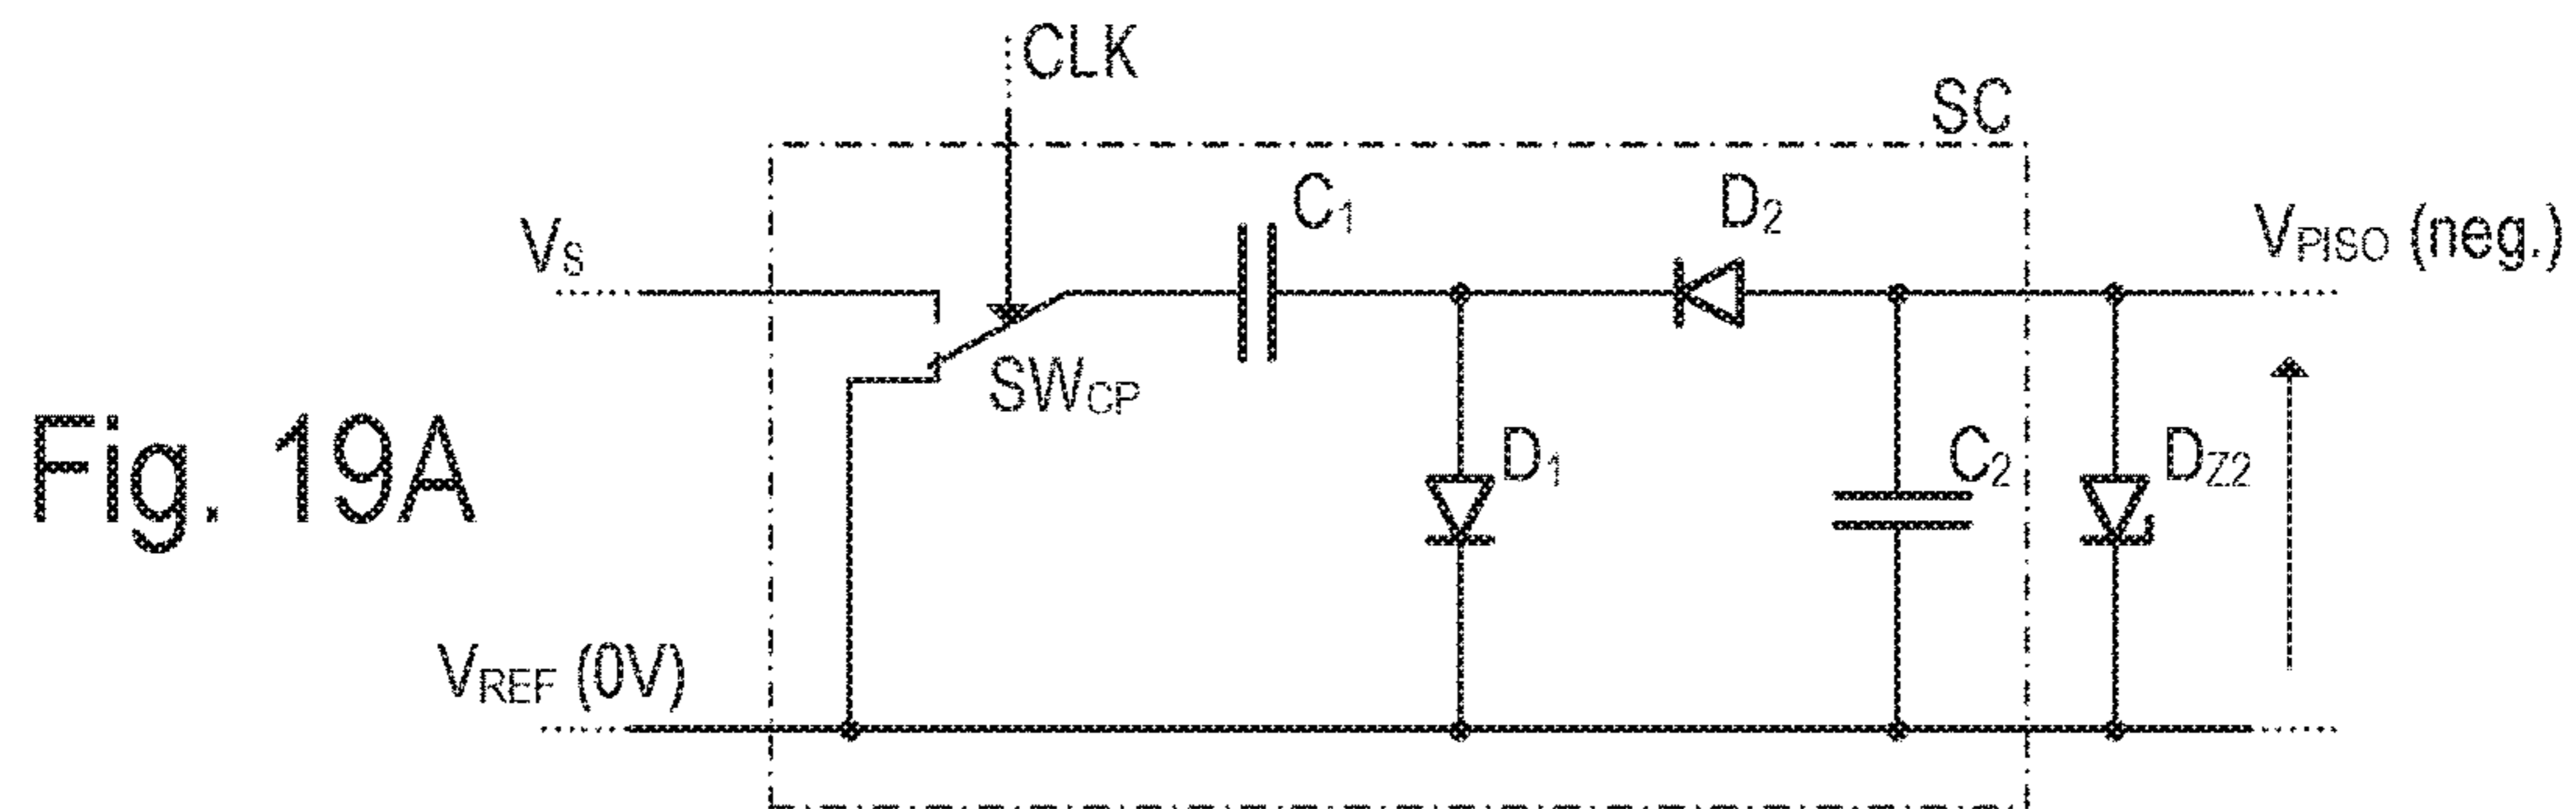 CLK
SC
C1
D2
VS
VPISO (neg.)
SWCP
Fig. 19A
D1
C2
DZ2
VREF (0V)